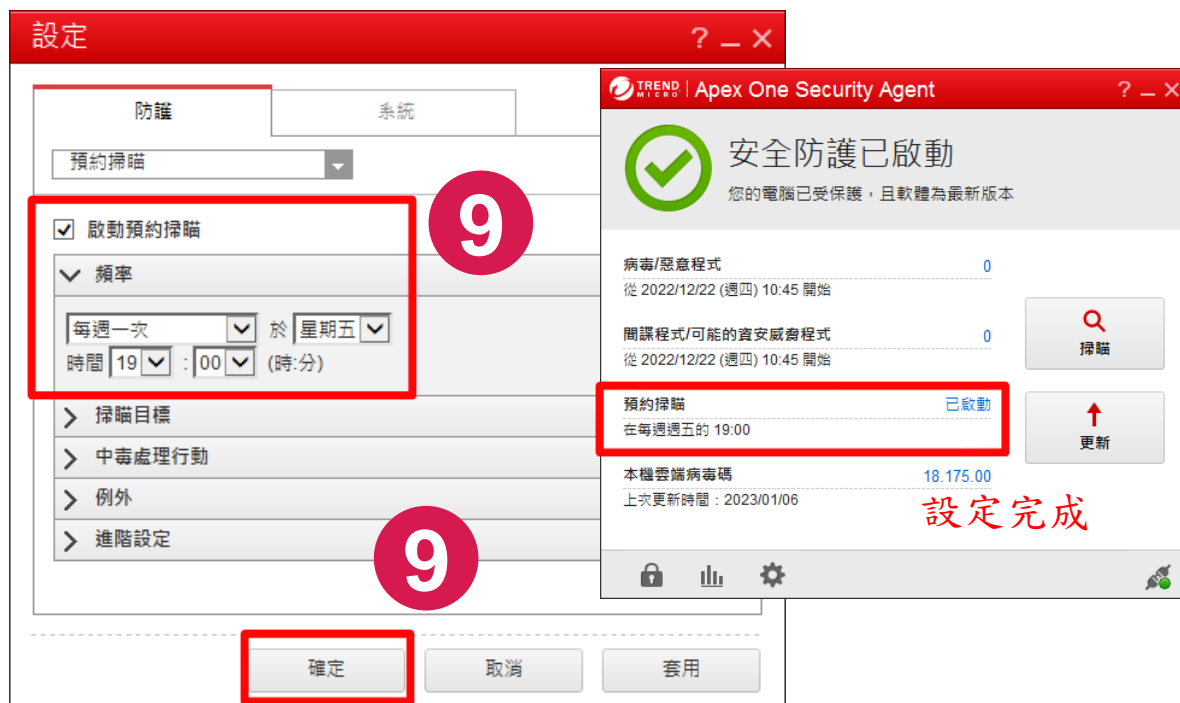 設定
? _ ×
防護
系統
預約掃瞄
啟動預約掃瞄
頻率
每週一次 於 星期五
時間 19 : 00 (時:分)
掃瞄目標
中毒處理行動
例外
進階設定
確定
取消
套用
9
9
TREND MICRO | Apex One Security Agent
? _ ×
安全防護已啟動
您的電腦已受保護，且軟體為最新版本
病毒/惡意程式 0
從 2022/12/22 (週四) 10:45 開始
間諜程式/可能的資安威脅程式 0
從 2022/12/22 (週四) 10:45 開始
預約掃瞄 已啟動
在每週週五的 19:00
本機雲端病毒碼 18.175.00
上次更新時間：2023/01/06
掃瞄
更新
設定完成